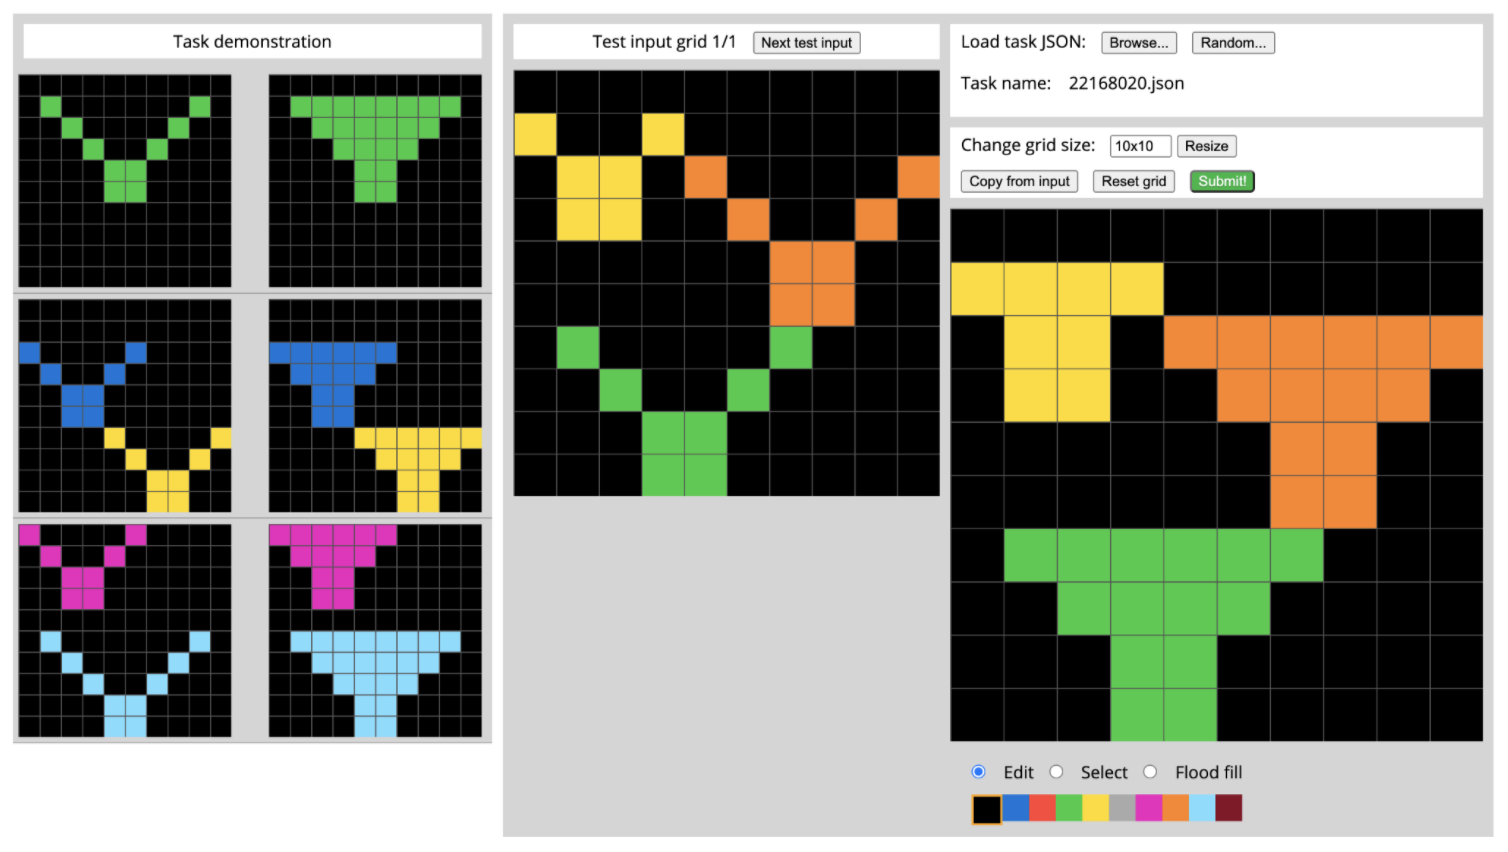 Task demonstration
Test input grid 1/1 Next test input
Load task JSON: Browse... Random...
Task name: 22168020.json
Change grid size: 10x10 Resize
Copy from input Reset grid Submit!
Edit Select Flood fill